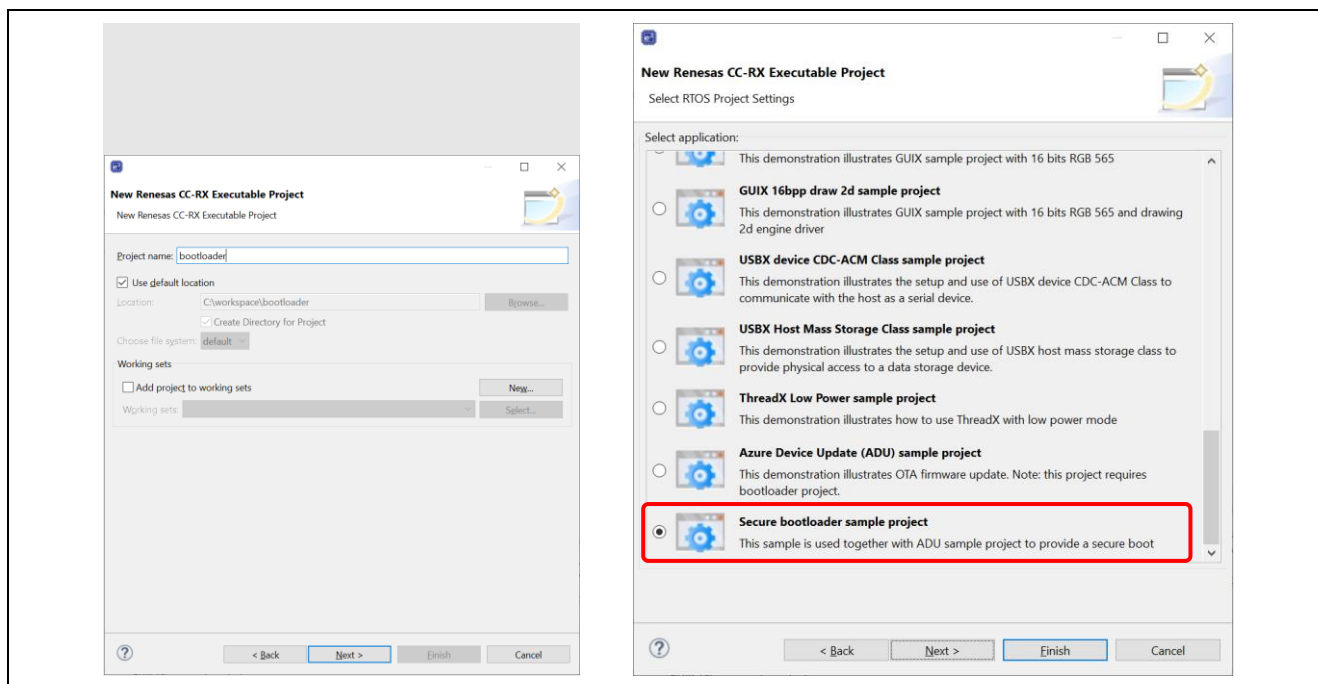 New Renesas CC-RX Executable Project
New Renesas CC-RX Executable Project
Project name: bootloader
Use default location
Location: C:\workspace\bootloader Browse...
Create Directory for Project
Choose file system: default
Working sets
Add project to working sets New...
Working sets: Select...
? < Back Next > Finish Cancel
New Renesas CC-RX Executable Project
Select RTOS Project Settings
Select application:
This demonstration illustrates GUIX sample project with 16 bits RGB 565
GUIX 16bpp draw 2d sample project
This demonstration illustrates GUIX sample project with 16 bits RGB 565 and drawing
2d engine driver
USBX device CDC-ACM Class sample project
This demonstration illustrates the setup and use of USBX device CDC-ACM Class to
communicate with the host as a serial device.
USBX Host Mass Storage Class sample project
This demonstration illustrates the setup and use of USBX host mass storage class to
provide physical access to a data storage device.
ThreadX Low Power sample project
This demonstration illustrates how to use ThreadX with low power mode
Azure Device Update (ADU) sample project
This demonstration illustrates OTA firmware update. Note: this project requires
bootloader project.
Secure bootloader sample project
This sample is used together with ADU sample project to provide a secure boot
? < Back Next > Finish Cancel